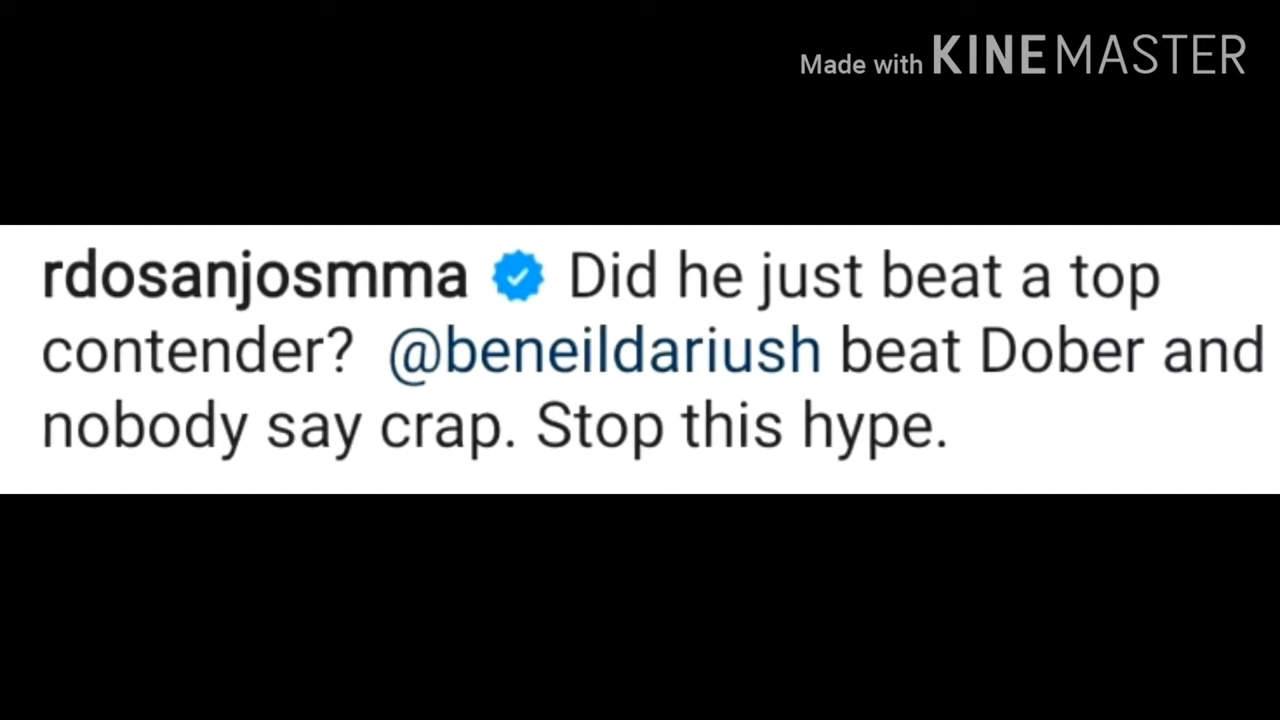 Made with KINEMASTER
rdosanjosmma Did he just beat a top
contender? @beneildariush beat Dober and
nobody say crap. Stop this hype.